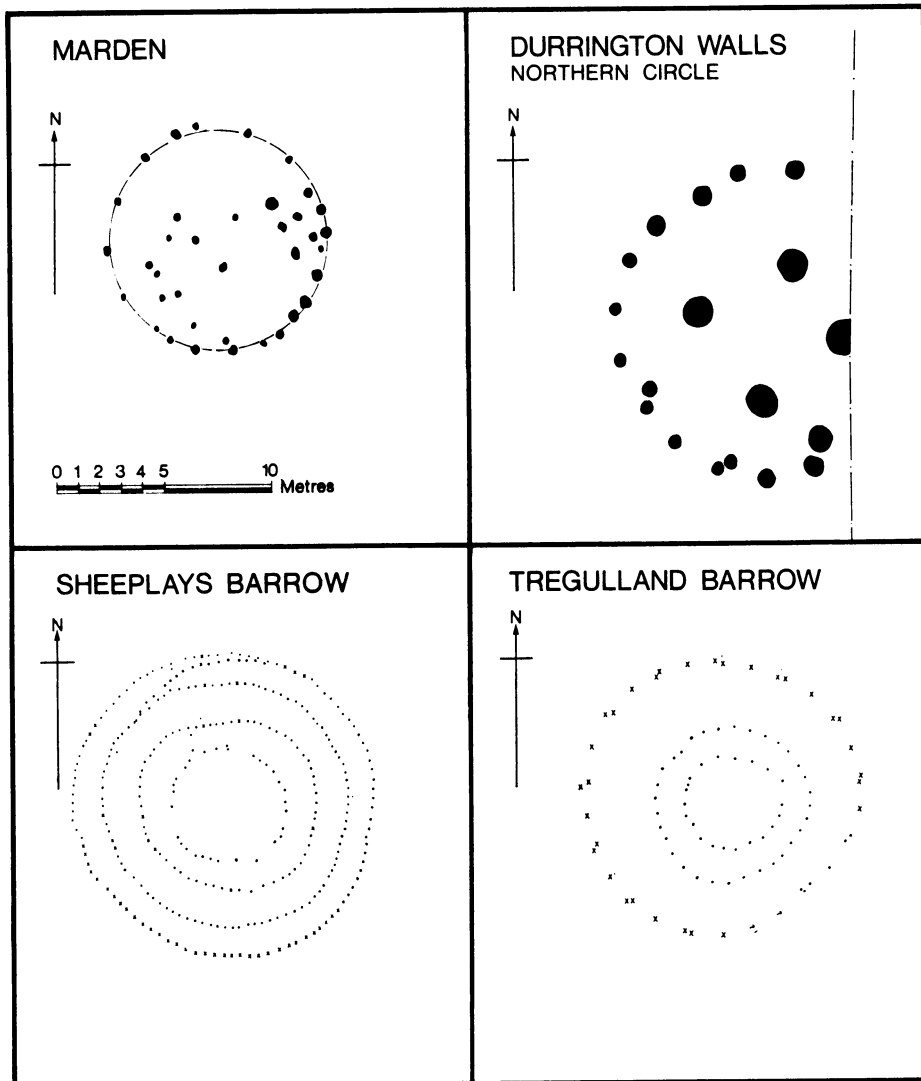 MARDEN
N
0 1 2 3 4 5 10
Metres
DURRINGTON WALLS
NORTHERN CIRCLE
N
SHEEPLAYS BARROW
N
TREGULLAND BARROW
N